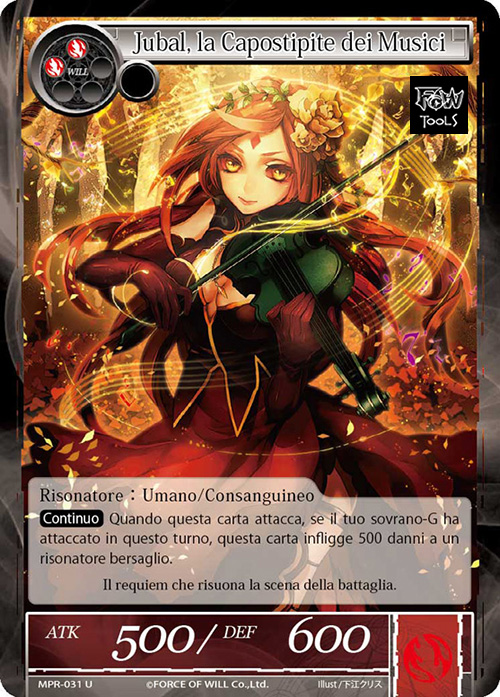 Jubal, la Capostipite dei Musici
WILL
FoW
TooLS
Risonatore : Umano/Consanguineo
Continuo Quando questa carta attacca, se il tuo sovrano-G ha
attaccato in questo turno, questa carta infligge 500 danni a un
risonatore bersaglio.
Il requiem che risuona la scena della battaglia.
ATK 500 / DEF 600
MPR-031 U ©FORCE OF WILL Co.,Ltd. Illust/下江クリス